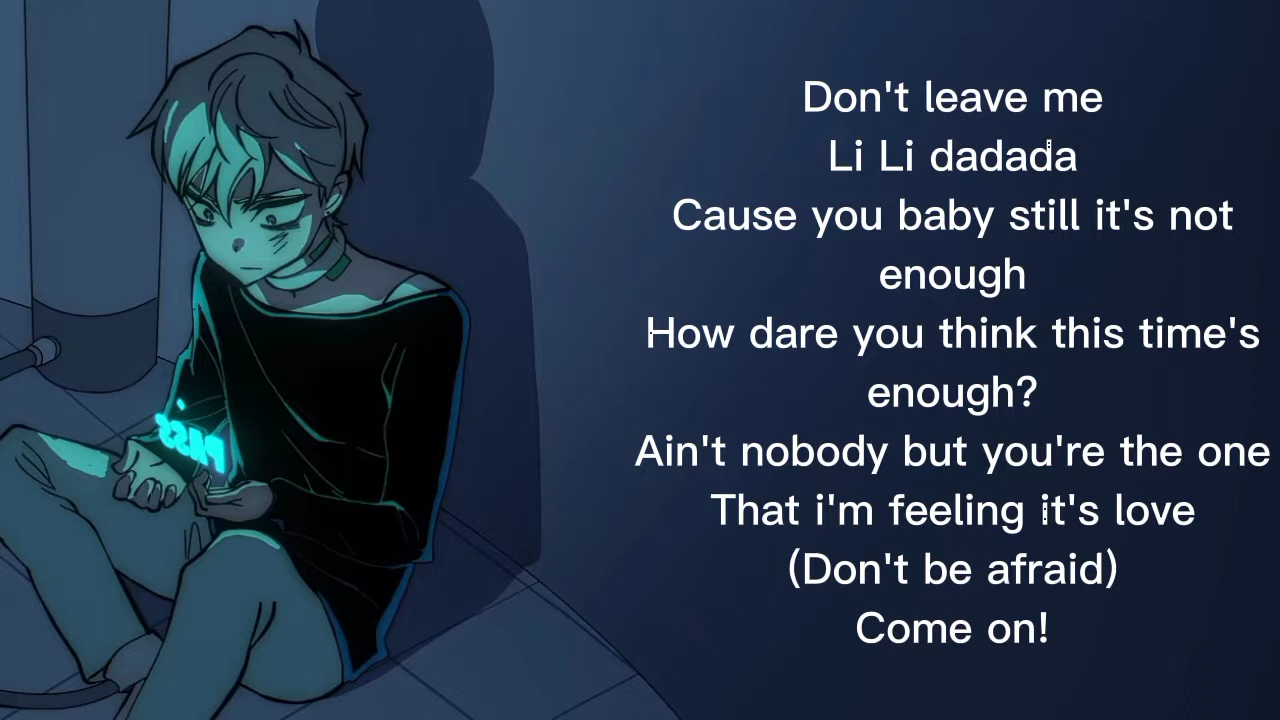 Don't leave me
Li Li dadada
Cause you baby still it's not
enough
How dare you think this time's
enough?
Ain't nobody but you're the one
That i'm feeling it's love
(Don't be afraid)
Come on!
PASS